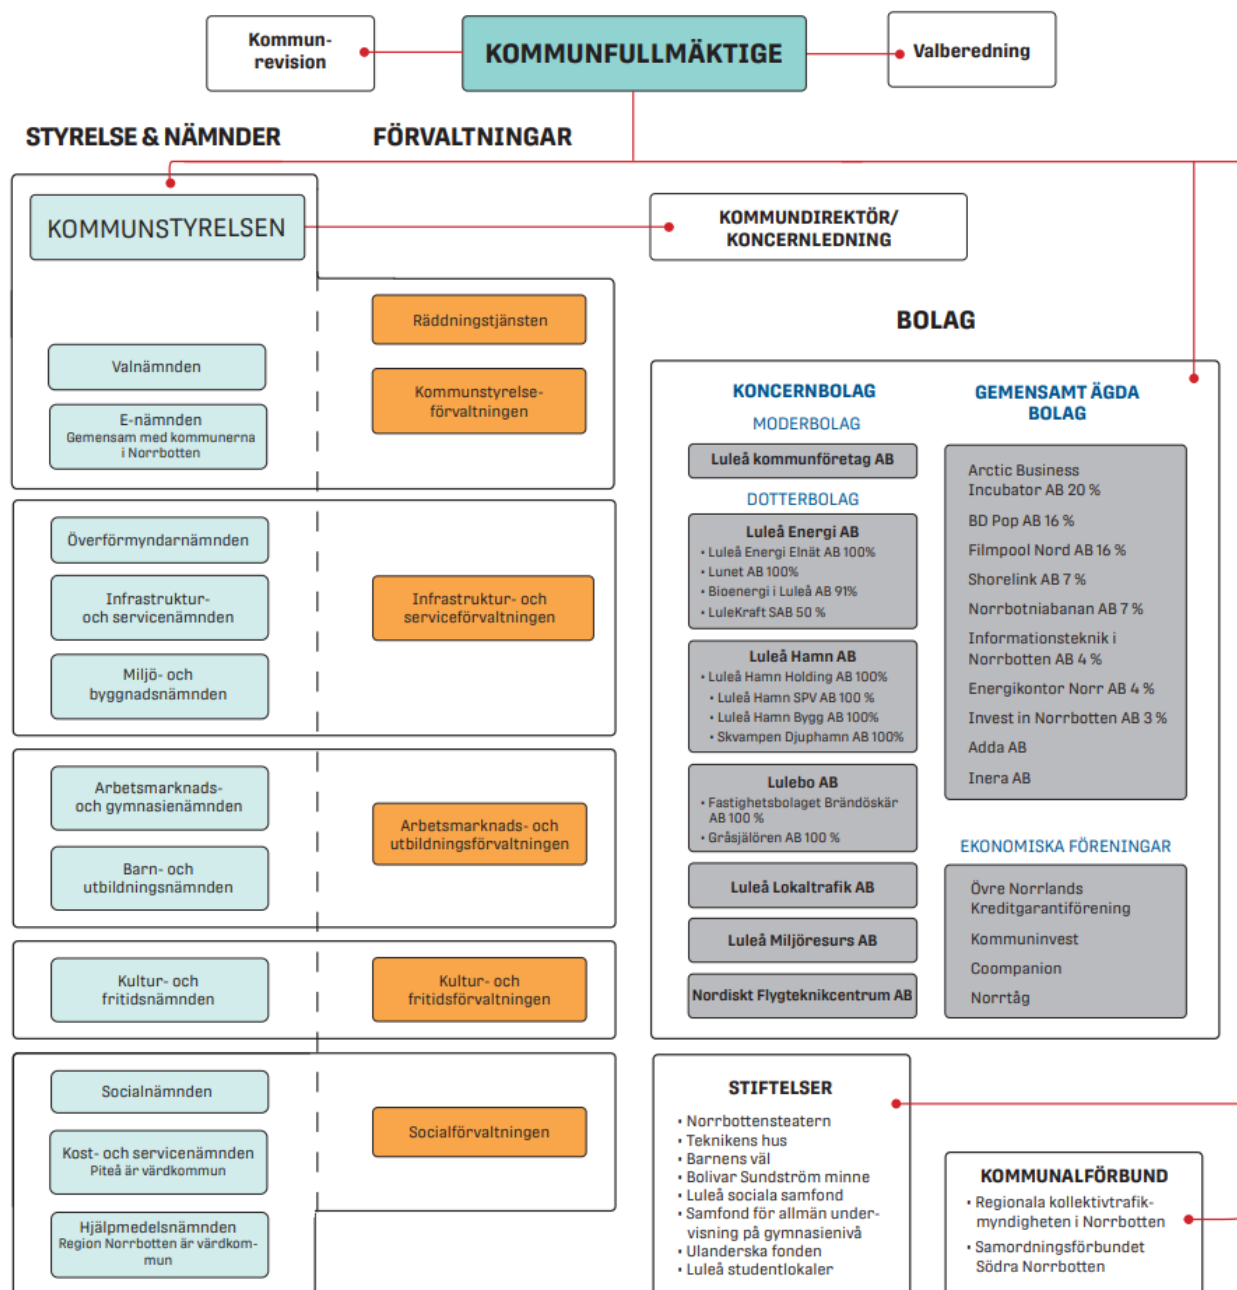 Kommun-
revision
KOMMUNFULLMÄKTIGE
Valberedning
STYRELSE & NÄMNDER
FÖRVALTNINGAR
KOMMUNSTYRELSEN
KOMMUNDIREKTÖR/
KONCERNLEDNING
Valnämnden
E-nämnden
Gemensam med kommunerna
i Norrbotten
Räddningstjänsten
Kommunstyrelse-
förvaltningen
Överförmyndarnämnden
Infrastruktur-
och servicenämnden
Miljö- och
byggnadsnämnden
Infrastruktur- och
serviceförvaltningen
Arbetsmarknads-
och gymnasienämnden
Barn- och
utbildningsnämnden
Arbetsmarknads- och
utbildningsförvaltningen
Kultur- och
fritidsnämnden
Kultur- och
fritidsförvaltningen
Socialnämnden
Kost- och servicenämnden
Piteå är värdkommun
Hjälpmedelsnämnden
Region Norrbotten är värdkom-
mun
Socialförvaltningen
BOLAG
KONCERNBOLAG
MODERBOLAG
Luleå kommunföretag AB
DOTTERBOLAG
Luleå Energi AB
• Luleå Energi Elnät AB 100%
• Lunet AB 100%
• Bioenergi i Luleå AB 91%
• LuleKraft SAB 50 %
Luleå Hamn AB
• Luleå Hamn Holding AB 100%
• Luleå Hamn SPV AB 100 %
• Luleå Hamn Bygg AB 100%
• Skvampen Djuphamn AB 100%
Lulebo AB
• Fastighetsbolaget Brändöskär
AB 100 %
• Gråsjälören AB 100 %
Luleå Lokaltrafik AB
Luleå Miljöresurs AB
Nordiskt Flygteknikcentrum AB
GEMENSAMT ÄGDA
BOLAG
Arctic Business
Incubator AB 20 %
BD Pop AB 16 %
Filmpool Nord AB 16 %
Shorelink AB 7 %
Norrbotniabanan AB 7 %
Informationsteknik i
Norrbotten AB 4 %
Energikontor Norr AB 4 %
Invest in Norrbotten AB 3 %
Adda AB
Inera AB
EKONOMISKA FÖRENINGAR
Övre Norrlands
Kreditgarantiförening
Kommuninvest
Coompanion
Norrtåg
STIFTELSER
• Norrbottensteatern
• Teknikens hus
• Barnens väl
• Bolivar Sundström minne
• Luleå sociala samfond
• Samfond för allmän under-
visning på gymnasienivå
• Ulanderska fonden
• Luleå studentlokaler
KOMMUNALFÖRBUND
• Regionala kollektivtrafik-
myndigheten i Norrbotten
• Samordningsförbundet
Södra Norrbotten